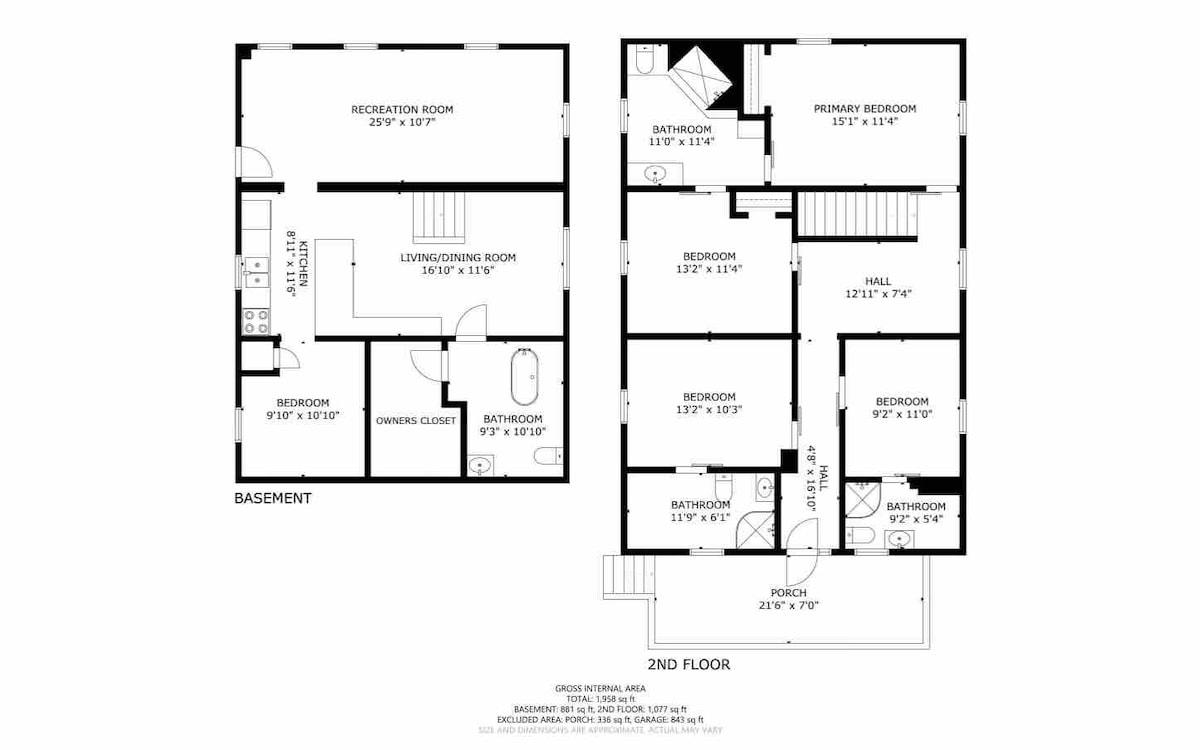 RECREATION ROOM
25'9" x 10'7"
KITCHEN
8'11" x 11'6"
LIVING/DINING ROOM
16'10" x 11'6"
BEDROOM
9'10" x 10'10"
OWNERS CLOSET
BATHROOM
9'3" x 10'10"
BASEMENT
BATHROOM
11'0" x 11'4"
PRIMARY BEDROOM
15'1" x 11'4"
BEDROOM
13'2" x 11'4"
HALL
12'11" x 7'4"
BEDROOM
13'2" x 10'3"
BEDROOM
9'2" x 11'0"
HALL
4'8" x 16'10"
BATHROOM
11'9" x 6'1"
BATHROOM
9'2" x 5'4"
PORCH
21'6" x 7'0"
2ND FLOOR
GROSS INTERNAL AREA
TOTAL: 1,958 sq ft
BASEMENT: 881 sq ft, 2ND FLOOR: 1,077 sq ft
EXCLUDED AREA: PORCH: 336 sq ft, GARAGE: 843 sq ft
SIZE AND DIMENSIONS ARE APPROXIMATE, ACTUAL MAY VARY